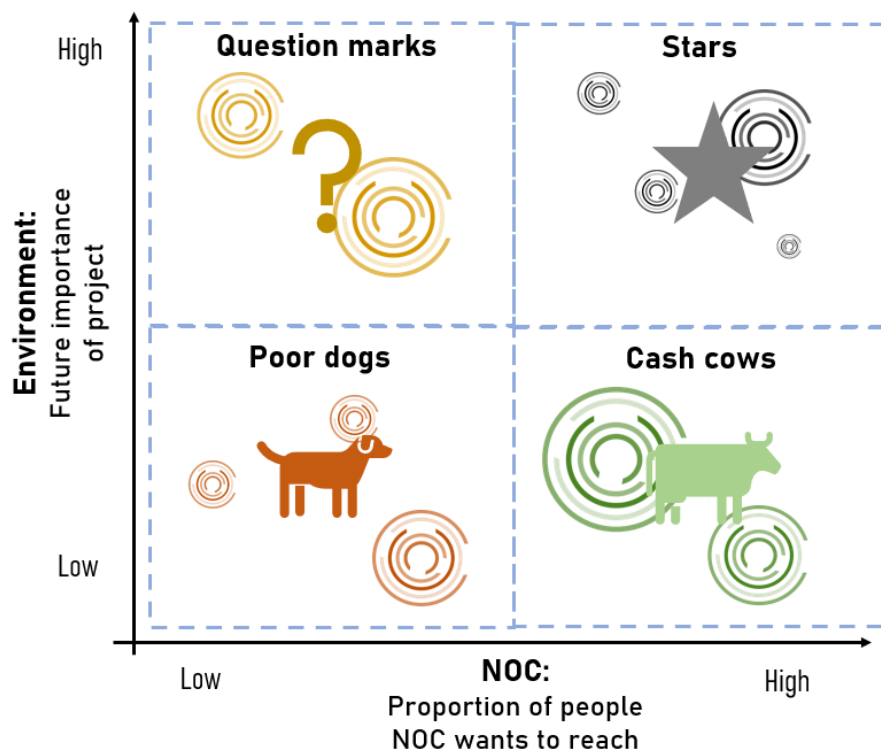 High
Question marks
Stars
Environment:
Future importance
of project
Poor dogs
Cash cows
Low
Low
NOC:
High
Proportion of people
NOC wants to reach